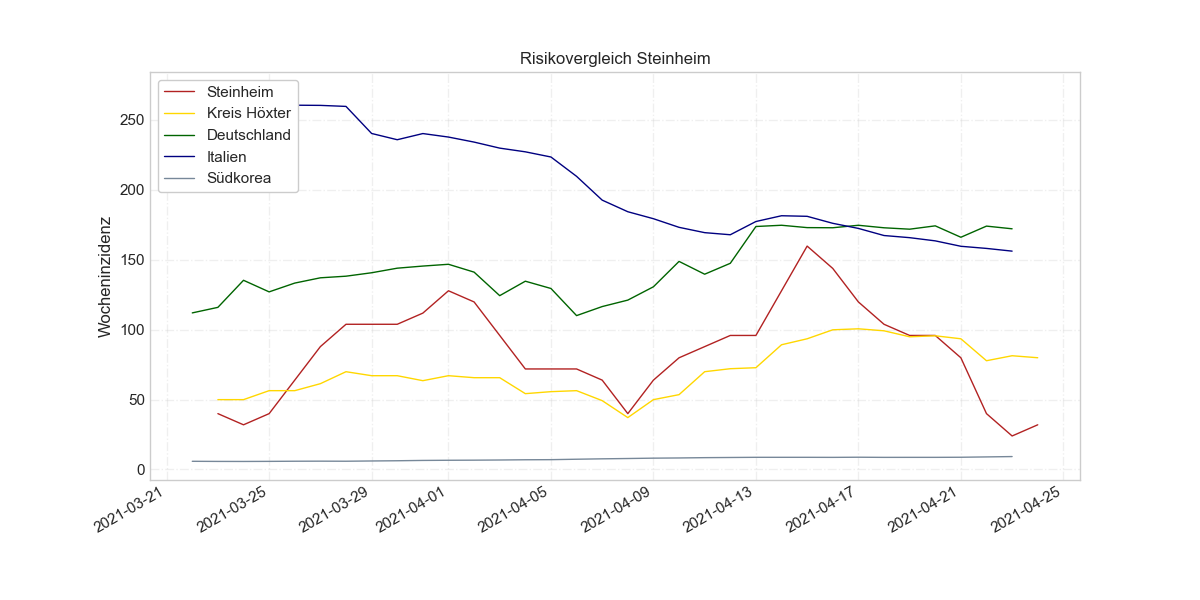 Risikovergleich Steinheim
Steinheim
Kreis Höxter
Deutschland
Italien
Südkorea
Wocheninzidenz
250
200
150
100
50
0
2021-03-21
2021-03-25
2021-03-29
2021-04-01
2021-04-05
2021-04-09
2021-04-13
2021-04-17
2021-04-21
2021-04-25